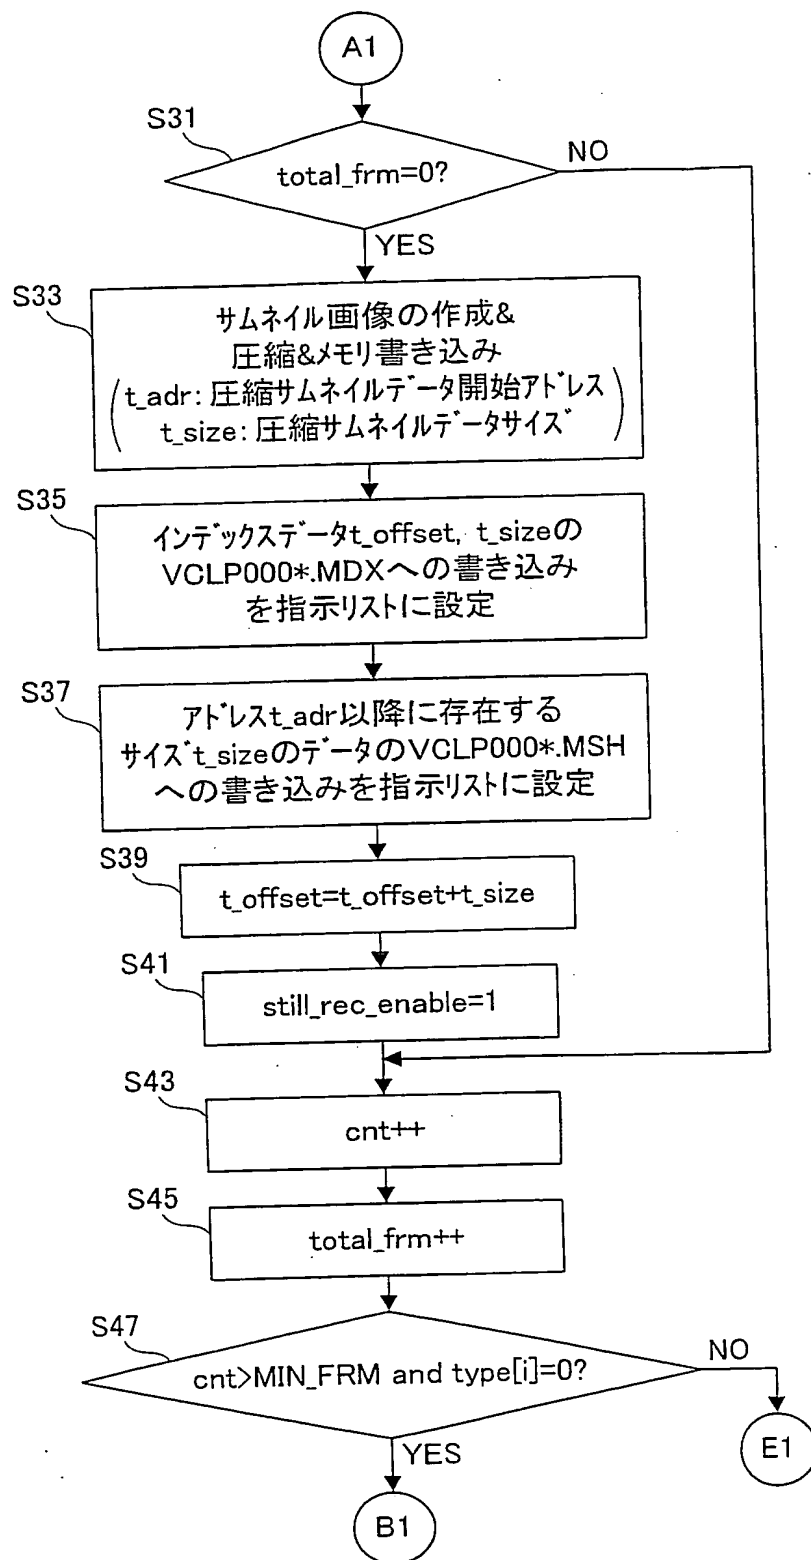 A1
S31
total_frm=0?
NO
YES
S33
サムネイル画像の作成&
圧縮&メモリ書き込み
t_adr:圧縮サムネイルデータ開始アドレス
t_size:圧縮サムネイルデータサイズ
S35
インデックスデータt_offset, t_sizeの
VCLP000*.MDXへの書き込み
を指示リストに設定
S37
アドレスt_adr以降に存在する
サイズt_sizeのデータのVCLP000*.MSH
への書き込みを指示リストに設定
S39
t_offset=t_offset+t_size
S41
still_rec_enable=1
S43
cnt++
S45
total_frm++
S47
cnt>MIN_FRM and type[i]=0?
NO
YES
E1
B1